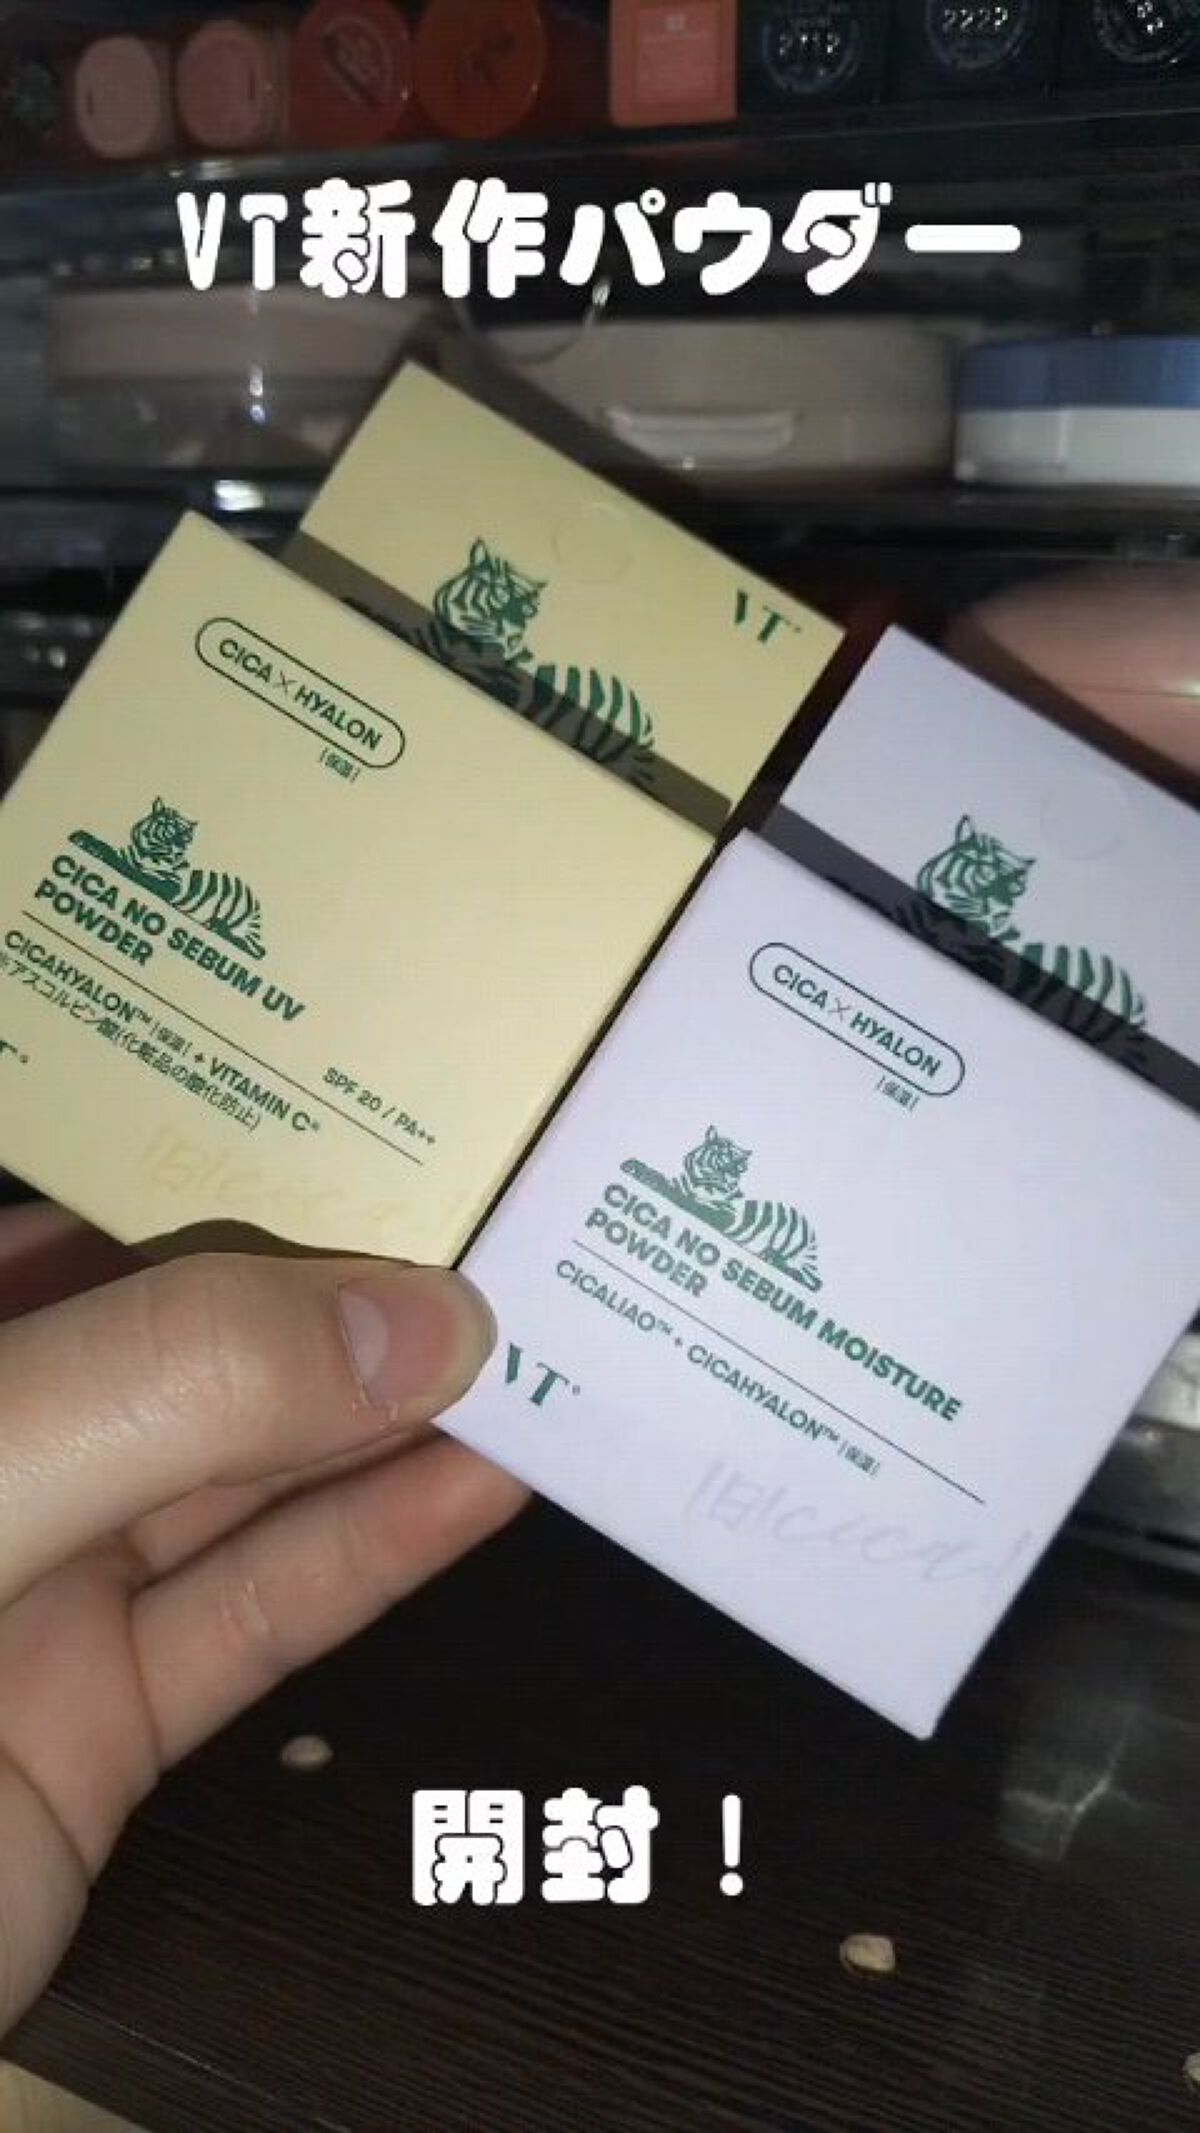 VT新作パウダー
VT
CICA×HYALON
[保湿]
CICA NO SEBUM UV
POWDER
CICAHYALON™ [保湿] + VITAMIN C※
※アスコルビン酸(化粧品の酸化防止)
SPF 20 / PA++
CICA×HYALON
[保湿]
CICA NO SEBUM MOISTURE
POWDER
CICALIAO™ + CICAHYALON™ [保湿]
VT
開封!